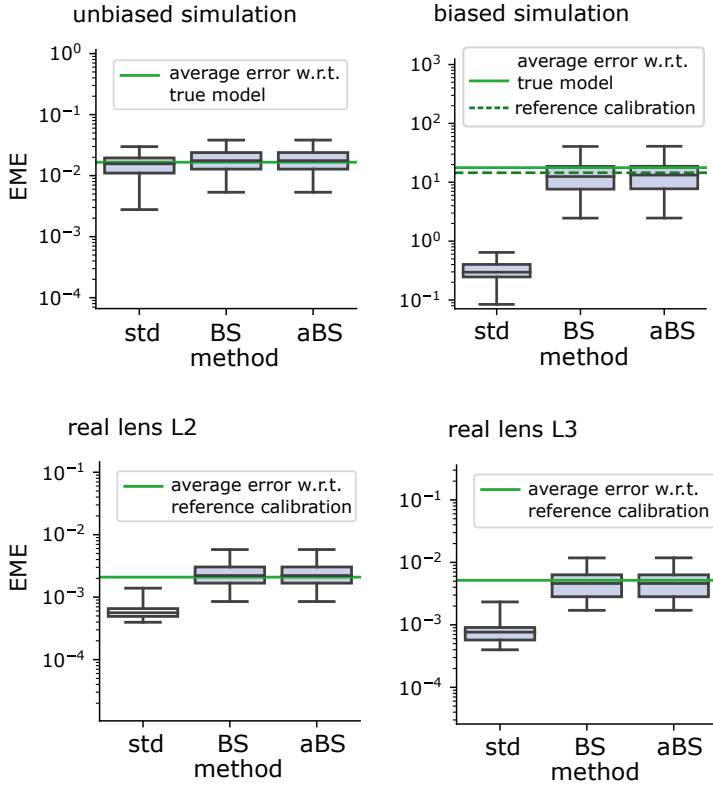 unbiased simulation
10^0
10^-1
10^-2
10^-3
10^-4
EME
average error w.r.t.
true model
std BS aBS
method
biased simulation
10^3
10^2
10^1
10^0
10^-1
average error w.r.t.
true model
reference calibration
std BS aBS
method
real lens L2
10^-1
10^-2
10^-3
10^-4
EME
average error w.r.t.
reference calibration
std BS aBS
method
real lens L3
10^-1
10^-2
10^-3
10^-4
average error w.r.t.
reference calibration
std BS aBS
method